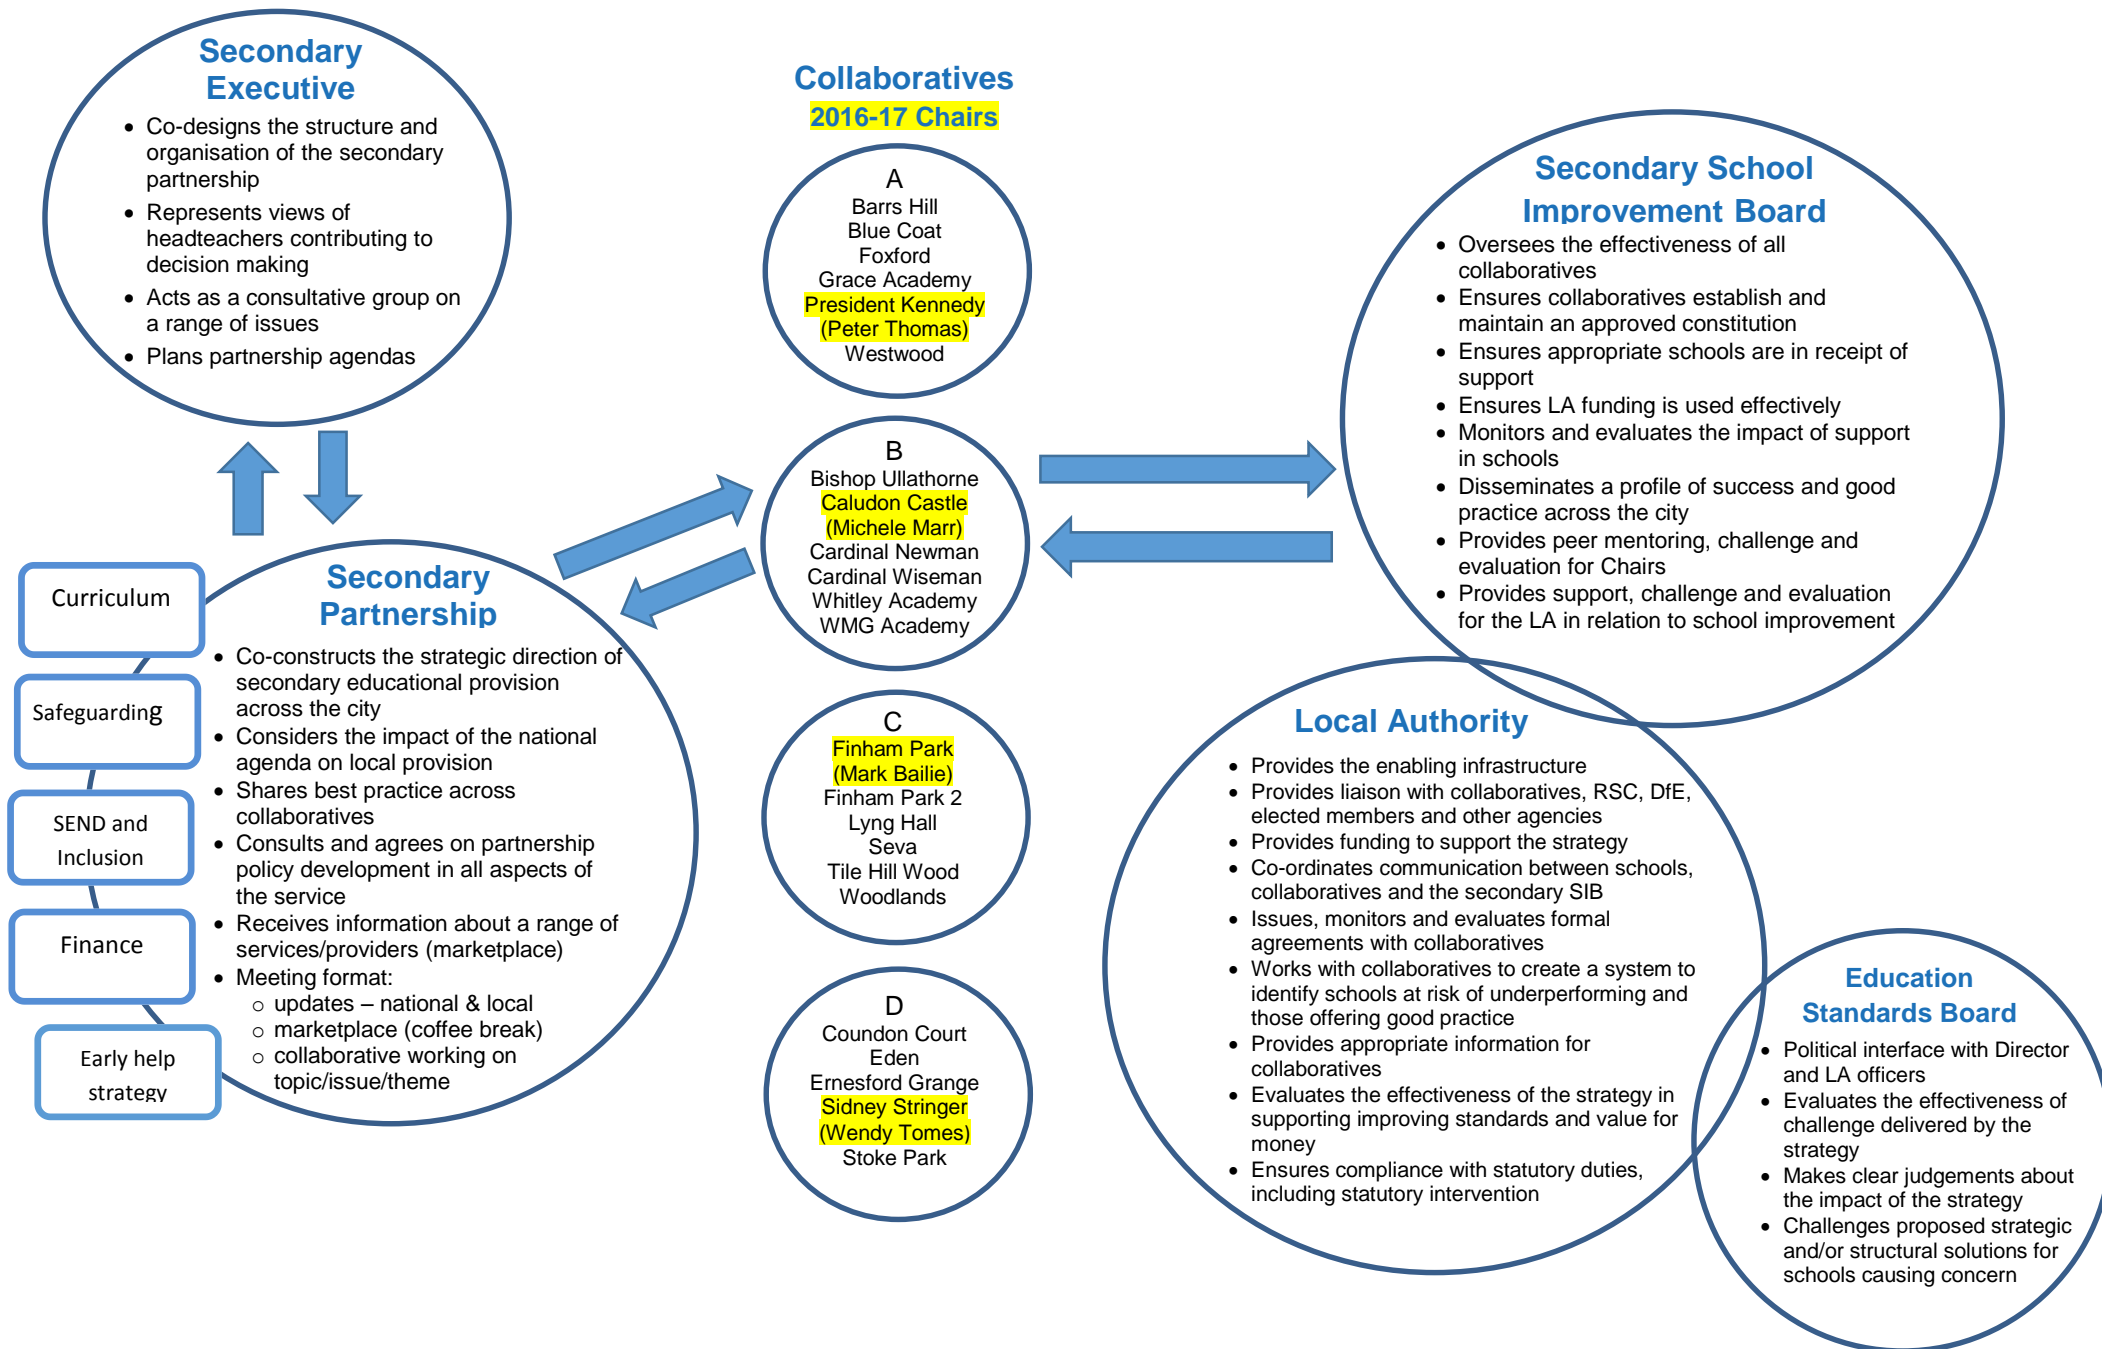 Secondary
Executive
• Co-designs the structure and
organisation of the secondary
partnership
• Represents views of
headteachers contributing to
decision making
• Acts as a consultative group on
a range of issues
• Plans partnership agendas
Collaboratives
2016-17 Chairs
A
Barrs Hill
Blue Coat
Foxford
Grace Academy
President Kennedy
(Peter Thomas)
Westwood
B
Bishop Ullathorne
Caludon Castle
(Michele Marr)
Cardinal Newman
Cardinal Wiseman
Whitley Academy
WMG Academy
C
Finham Park
(Mark Bailie)
Finham Park 2
Lyng Hall
Seva
Tile Hill Wood
Woodlands
D
Coundon Court
Eden
Ernesford Grange
Sidney Stringer
(Wendy Tomes)
Stoke Park
Secondary School
Improvement Board
• Oversees the effectiveness of all
collaboratives
• Ensures collaboratives establish and
maintain an approved constitution
• Ensures appropriate schools are in receipt of
support
• Ensures LA funding is used effectively
• Monitors and evaluates the impact of support
in schools
• Disseminates a profile of success and good
practice across the city
• Provides peer mentoring, challenge and
evaluation for Chairs
• Provides support, challenge and evaluation
for the LA in relation to school improvement
Curriculum
Safeguarding
SEND and
Inclusion
Finance
Early help
strategy
Secondary
Partnership
• Co-constructs the strategic direction of
secondary educational provision
across the city
• Considers the impact of the national
agenda on local provision
• Shares best practice across
collaboratives
• Consults and agrees on partnership
policy development in all aspects of
the service
• Receives information about a range of
services/providers (marketplace)
• Meeting format:
○ updates – national & local
○ marketplace (coffee break)
○ collaborative working on
topic/issue/theme
Local Authority
• Provides the enabling infrastructure
• Provides liaison with collaboratives, RSC, DfE,
elected members and other agencies
• Provides funding to support the strategy
• Co-ordinates communication between schools,
collaboratives and the secondary SIB
• Issues, monitors and evaluates formal
agreements with collaboratives
• Works with collaboratives to create a system to
identify schools at risk of underperforming and
those offering good practice
• Provides appropriate information for
collaboratives
• Evaluates the effectiveness of the strategy in
supporting improving standards and value for
money
• Ensures compliance with statutory duties,
including statutory intervention
Education
Standards Board
• Political interface with Director
and LA officers
• Evaluates the effectiveness of
challenge delivered by the
strategy
• Makes clear judgements about
the impact of the strategy
• Challenges proposed strategic
and/or structural solutions for
schools causing concern